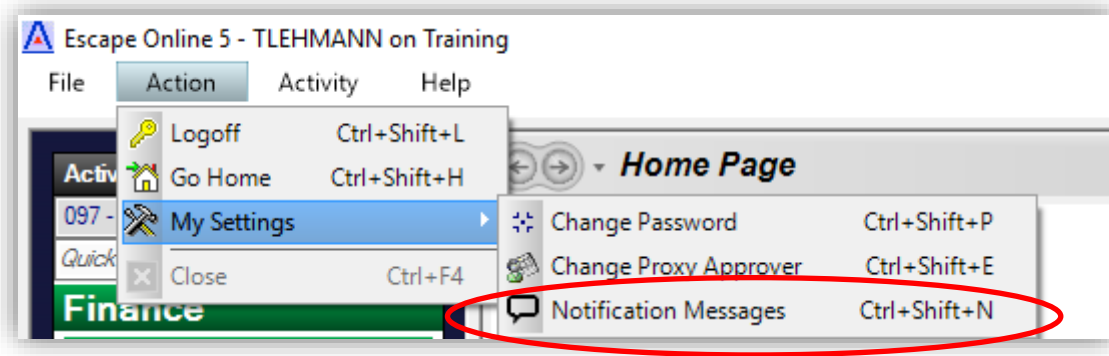 Escape Online 5 - TLEHMANN on Training
File Action Activity Help
Logoff Ctrl+Shift+L
Activ
Go Home Ctrl+Shift+H
Home Page
097 -
My Settings
Change Password Ctrl+Shift+P
Quick
Close Ctrl+F4
Change Proxy Approver Ctrl+Shift+E
Finance
Notification Messages Ctrl+Shift+N